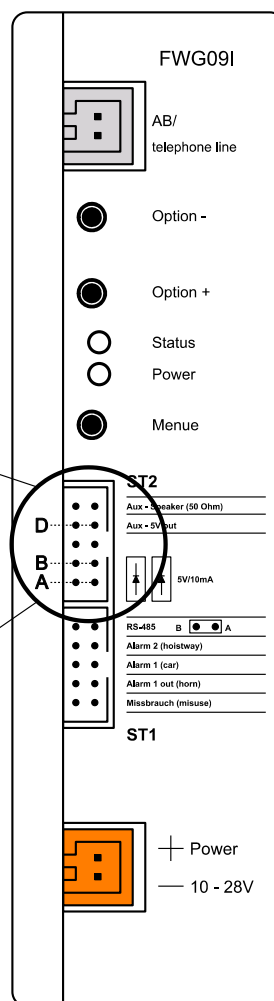 FWG09I
AB/
telephone line
Option -
Option +
Status
Power
Menue
ST2
Aux - Speaker (50 Ohm)
D
Aux - 5V out
B
A
5V/10mA
RS-485 B A
Alarm 2 (hoistway)
Alarm 1 (car)
Alarm 1 out (horn)
Missbrauch (misuse)
ST1
+ Power
— 10 - 28V